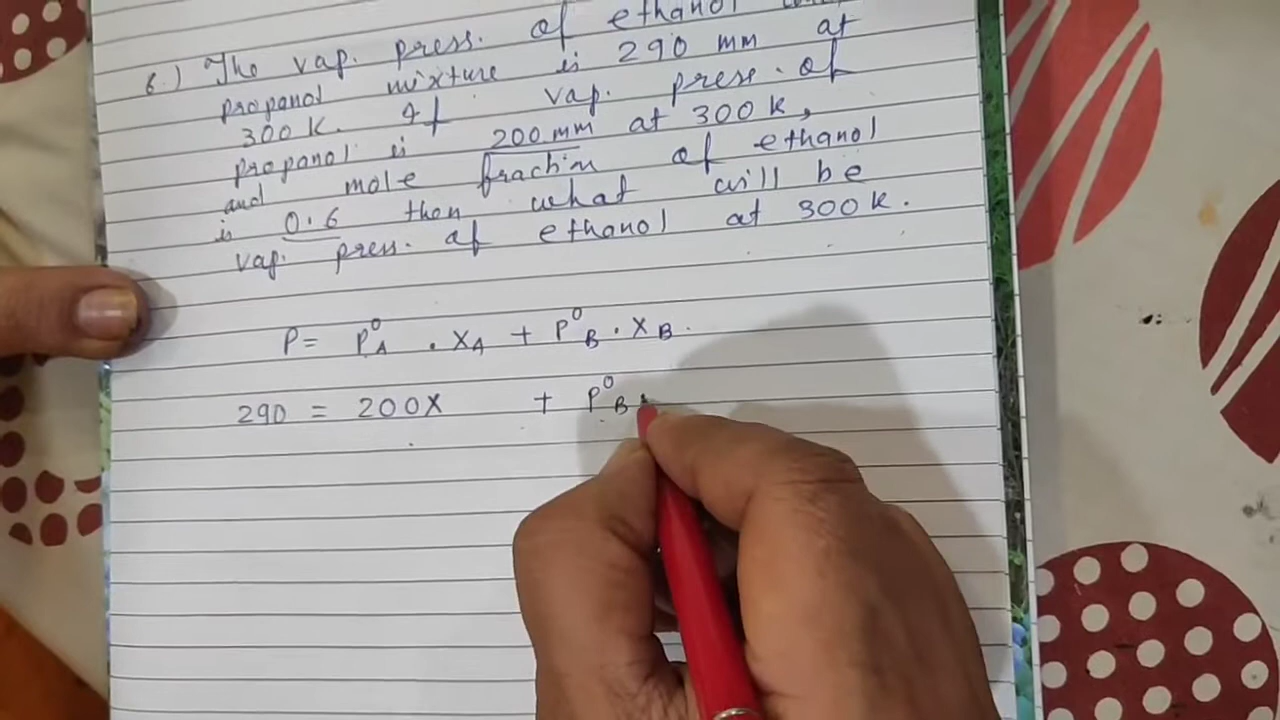 6.) The vap. press. of ethanol
propanol mixture is 290 mm at
300 K. If vap. press. of
propanol is 200 mm at 300 K,
and mole fraction of ethanol
is 0.6 then what will be
vap. press. of ethanol at 300 K.
P = P°A . XA + P°B . XB.
290 = 200X + P°B